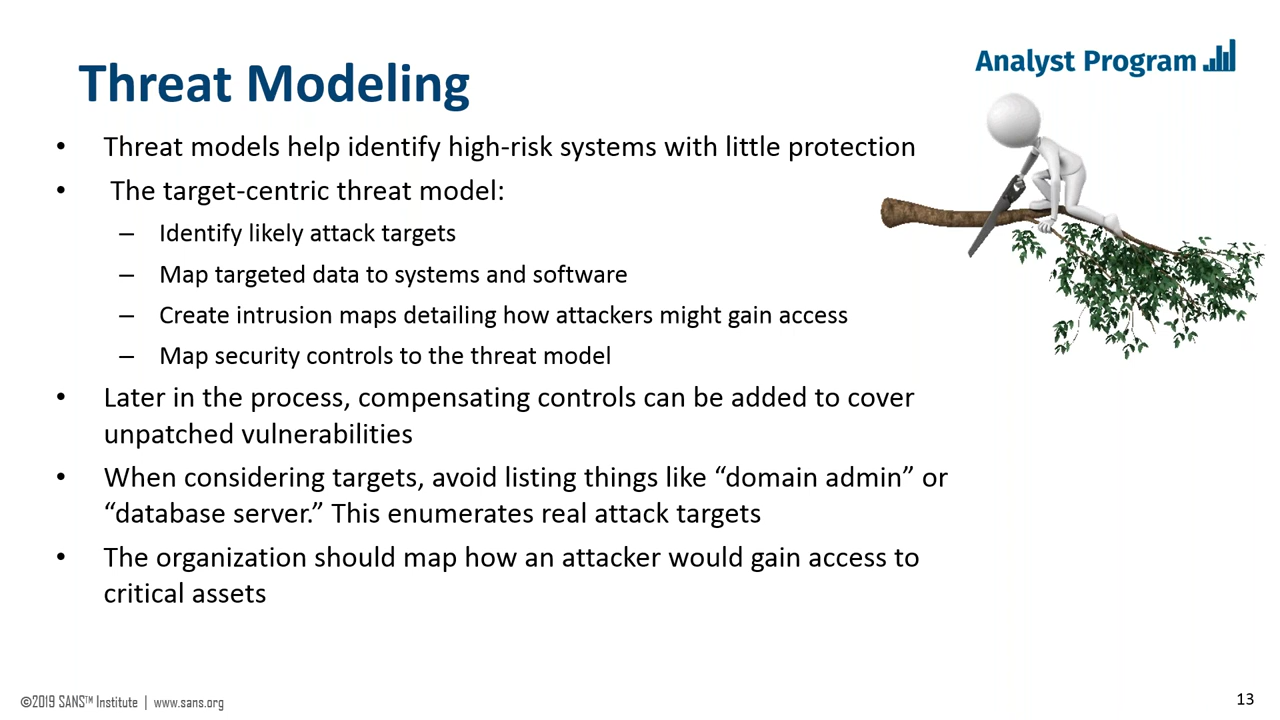 Analyst Program
Threat Modeling
• Threat models help identify high-risk systems with little protection
• The target-centric threat model:
– Identify likely attack targets
– Map targeted data to systems and software
– Create intrusion maps detailing how attackers might gain access
– Map security controls to the threat model
• Later in the process, compensating controls can be added to cover
unpatched vulnerabilities
• When considering targets, avoid listing things like “domain admin” or
“database server.” This enumerates real attack targets
• The organization should map how an attacker would gain access to
critical assets
©2019 SANS™ Institute | www.sans.org
13